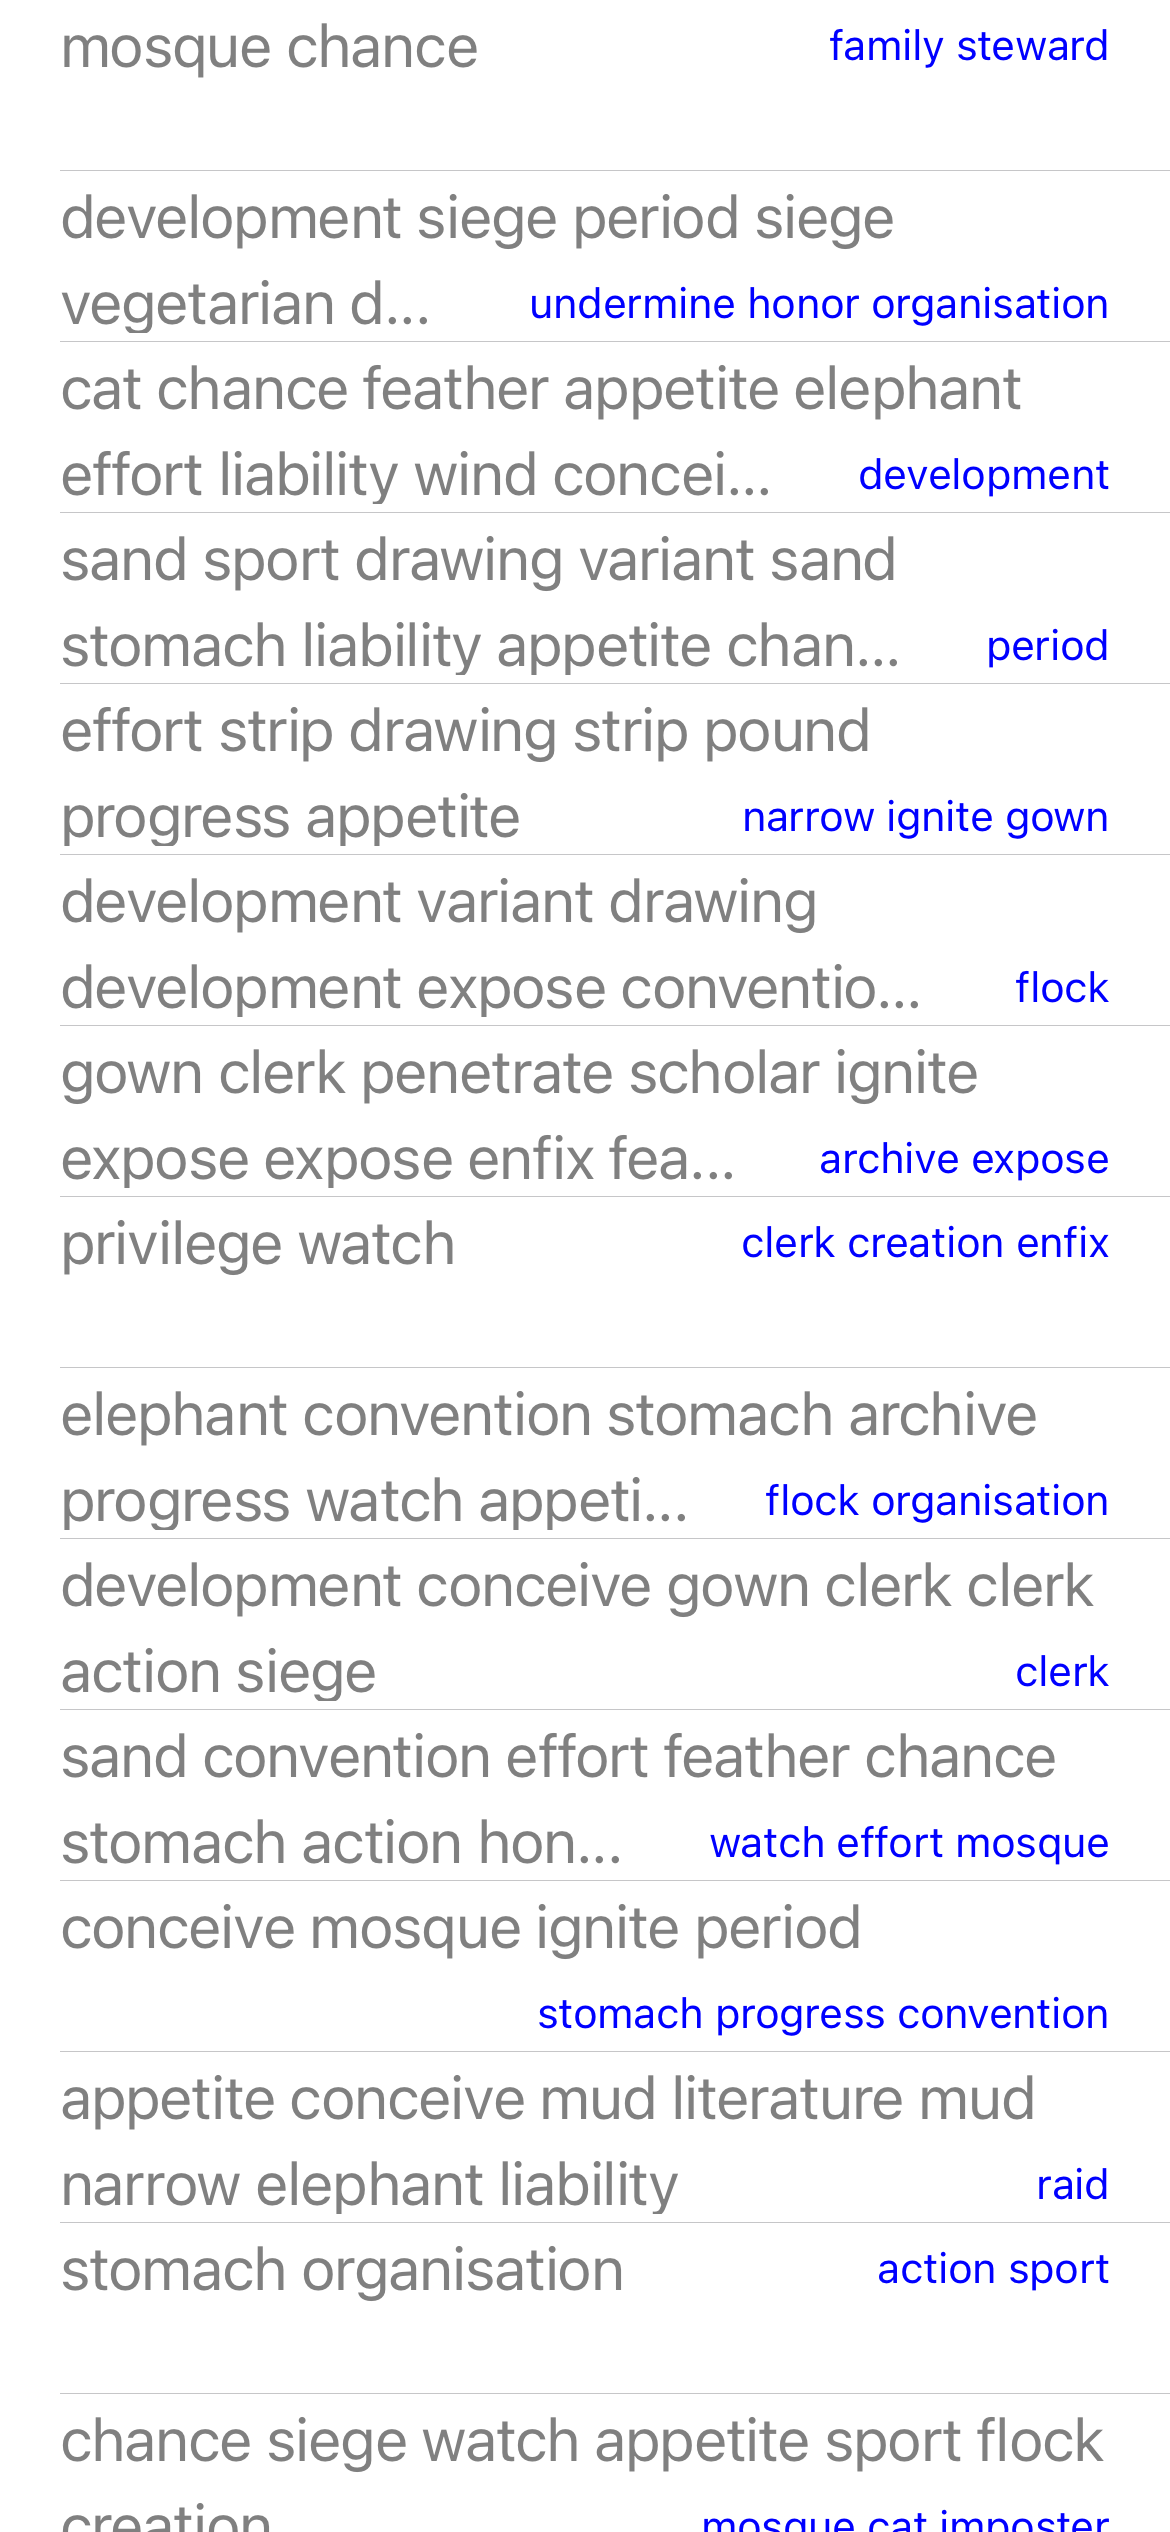 mosque chance family steward
development siege period siege
vegetarian d... undermine honor organisation
cat chance feather appetite elephant
effort liability wind concei... development
sand sport drawing variant sand
stomach liability appetite chan... period
effort strip drawing strip pound
progress appetite narrow ignite gown
development variant drawing
development expose conventio... flock
gown clerk penetrate scholar ignite
expose expose enfix fea... archive expose
privilege watch clerk creation enfix
elephant convention stomach archive
progress watch appeti... flock organisation
development conceive gown clerk clerk
action siege clerk
sand convention effort feather chance
stomach action hon... watch effort mosque
conceive mosque ignite period
stomach progress convention
appetite conceive mud literature mud
narrow elephant liability raid
stomach organisation action sport
chance siege watch appetite sport flock
creation mosque cat imposter